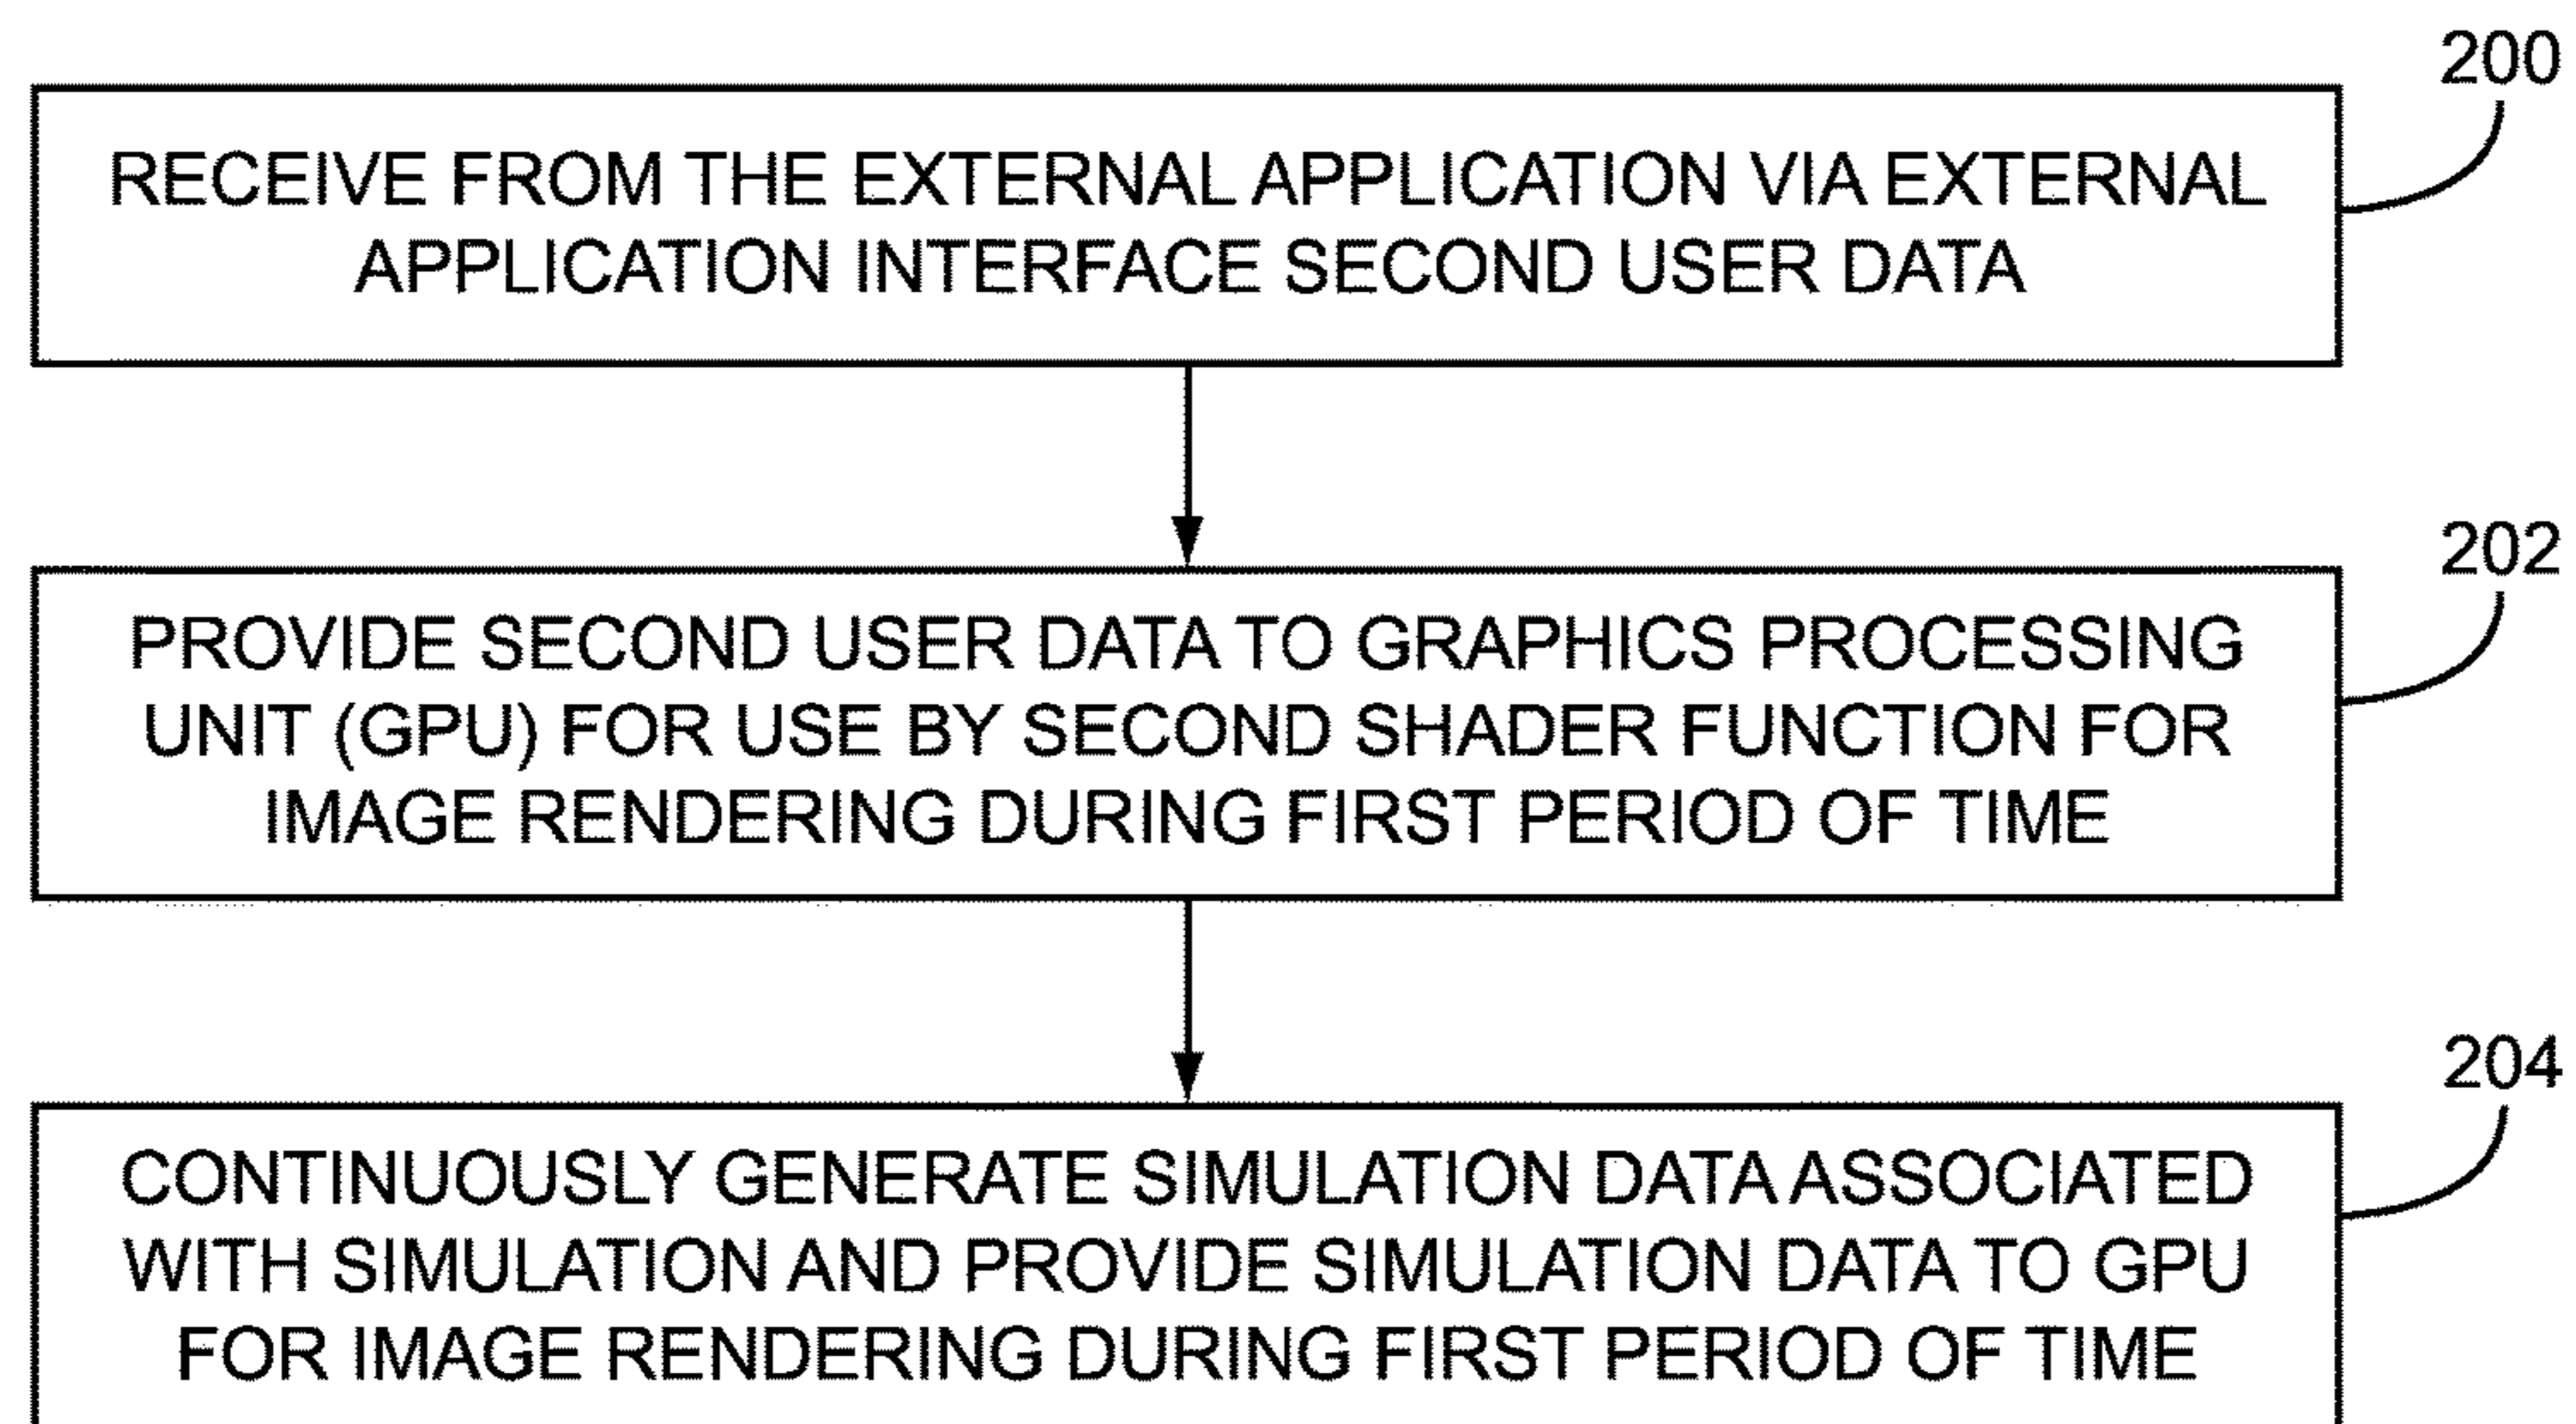 200
RECEIVE FROM THE EXTERNAL APPLICATION VIA EXTERNAL
APPLICATION INTERFACE SECOND USER DATA
202
PROVIDE SECOND USER DATA TO GRAPHICS PROCESSING
UNIT (GPU) FOR USE BY SECOND SHADER FUNCTION FOR
IMAGE RENDERING DURING FIRST PERIOD OF TIME
204
CONTINUOUSLY GENERATE SIMULATION DATA ASSOCIATED
WITH SIMULATION AND PROVIDE SIMULATION DATA TO GPU
FOR IMAGE RENDERING DURING FIRST PERIOD OF TIME